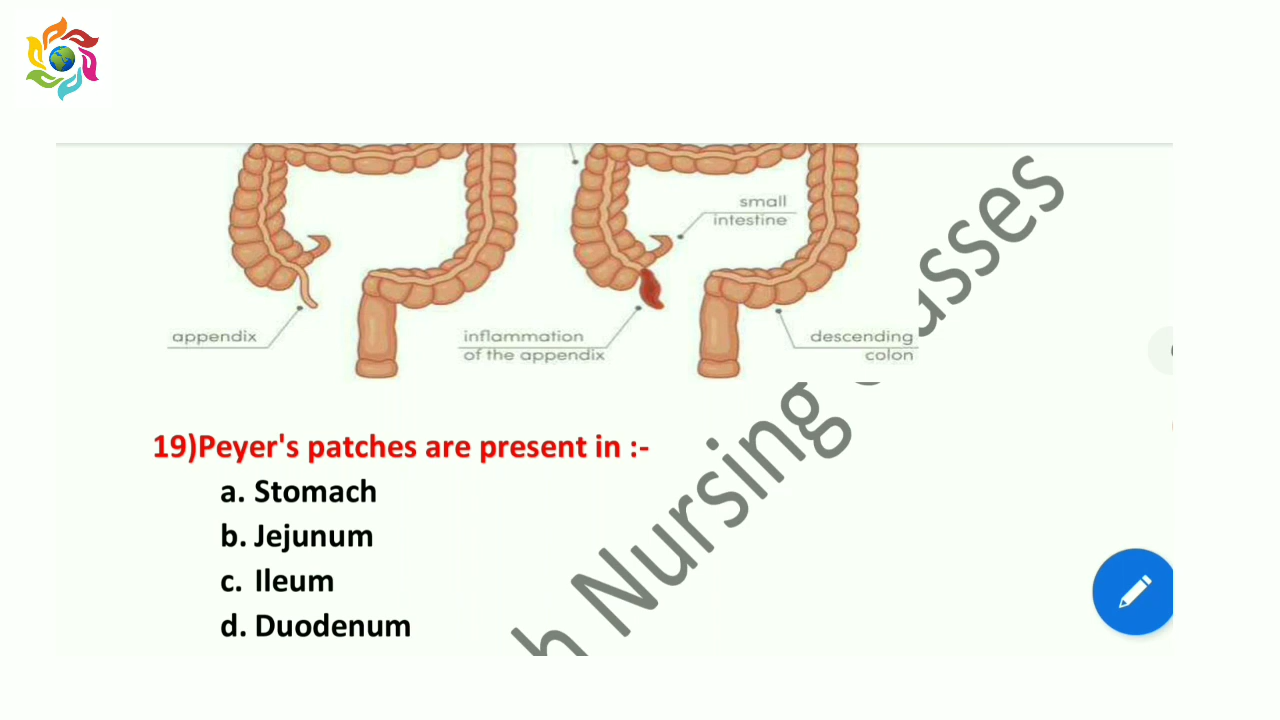 small
intestine
appendix
inflammation
of the appendix
descending
colon
19)Peyer's patches are present in :-
a. Stomach
b. Jejunum
c. Ileum
d. Duodenum
Nursing